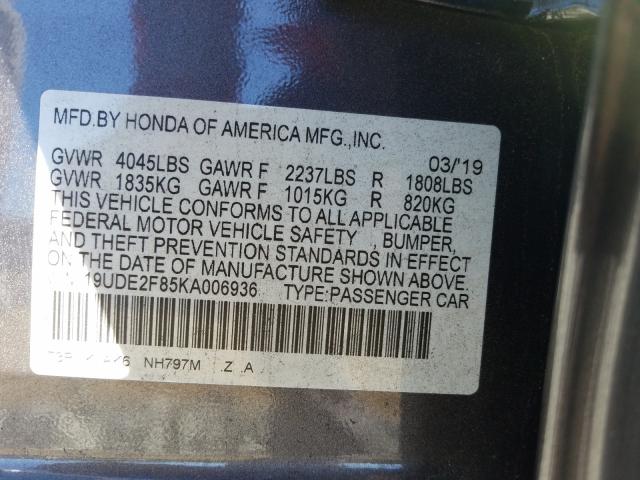 MFD.BY HONDA OF AMERICA MFG.,INC.
03/'19
GVWR 4045LBS GAWR F 2237LBS R 1808LBS
GVWR 1835KG GAWR F 1015KG R 820KG
THIS VEHICLE CONFORMS TO ALL APPLICABLE
FEDERAL MOTOR VEHICLE SAFETY , BUMPER,
AND THEFT PREVENTION STANDARDS IN EFFECT
ON THE DATE OF MANUFACTURE SHOWN ABOVE.
19UDE2F85KA006936 TYPE:PASSENGER CAR
NH797M Z A